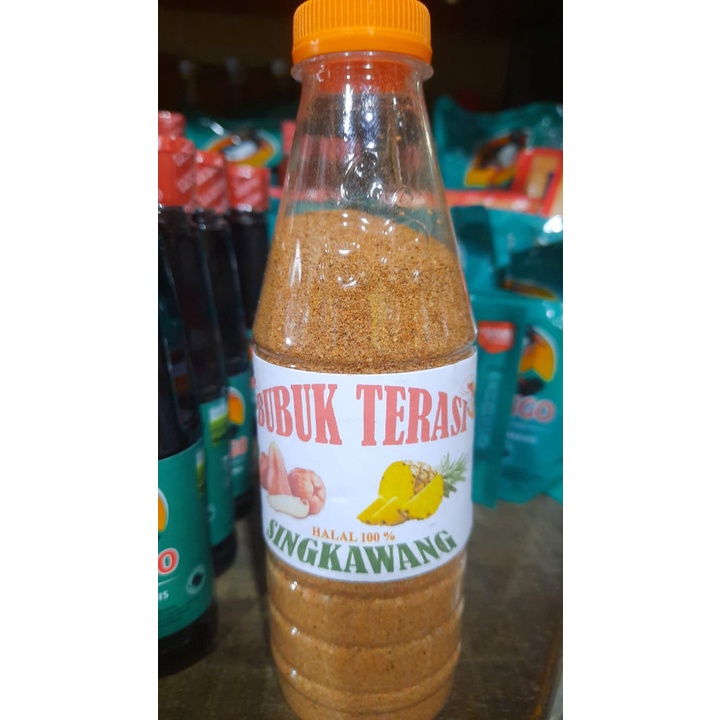 BUBUK TERASI
HALAL 100 %
SINGKAWANG